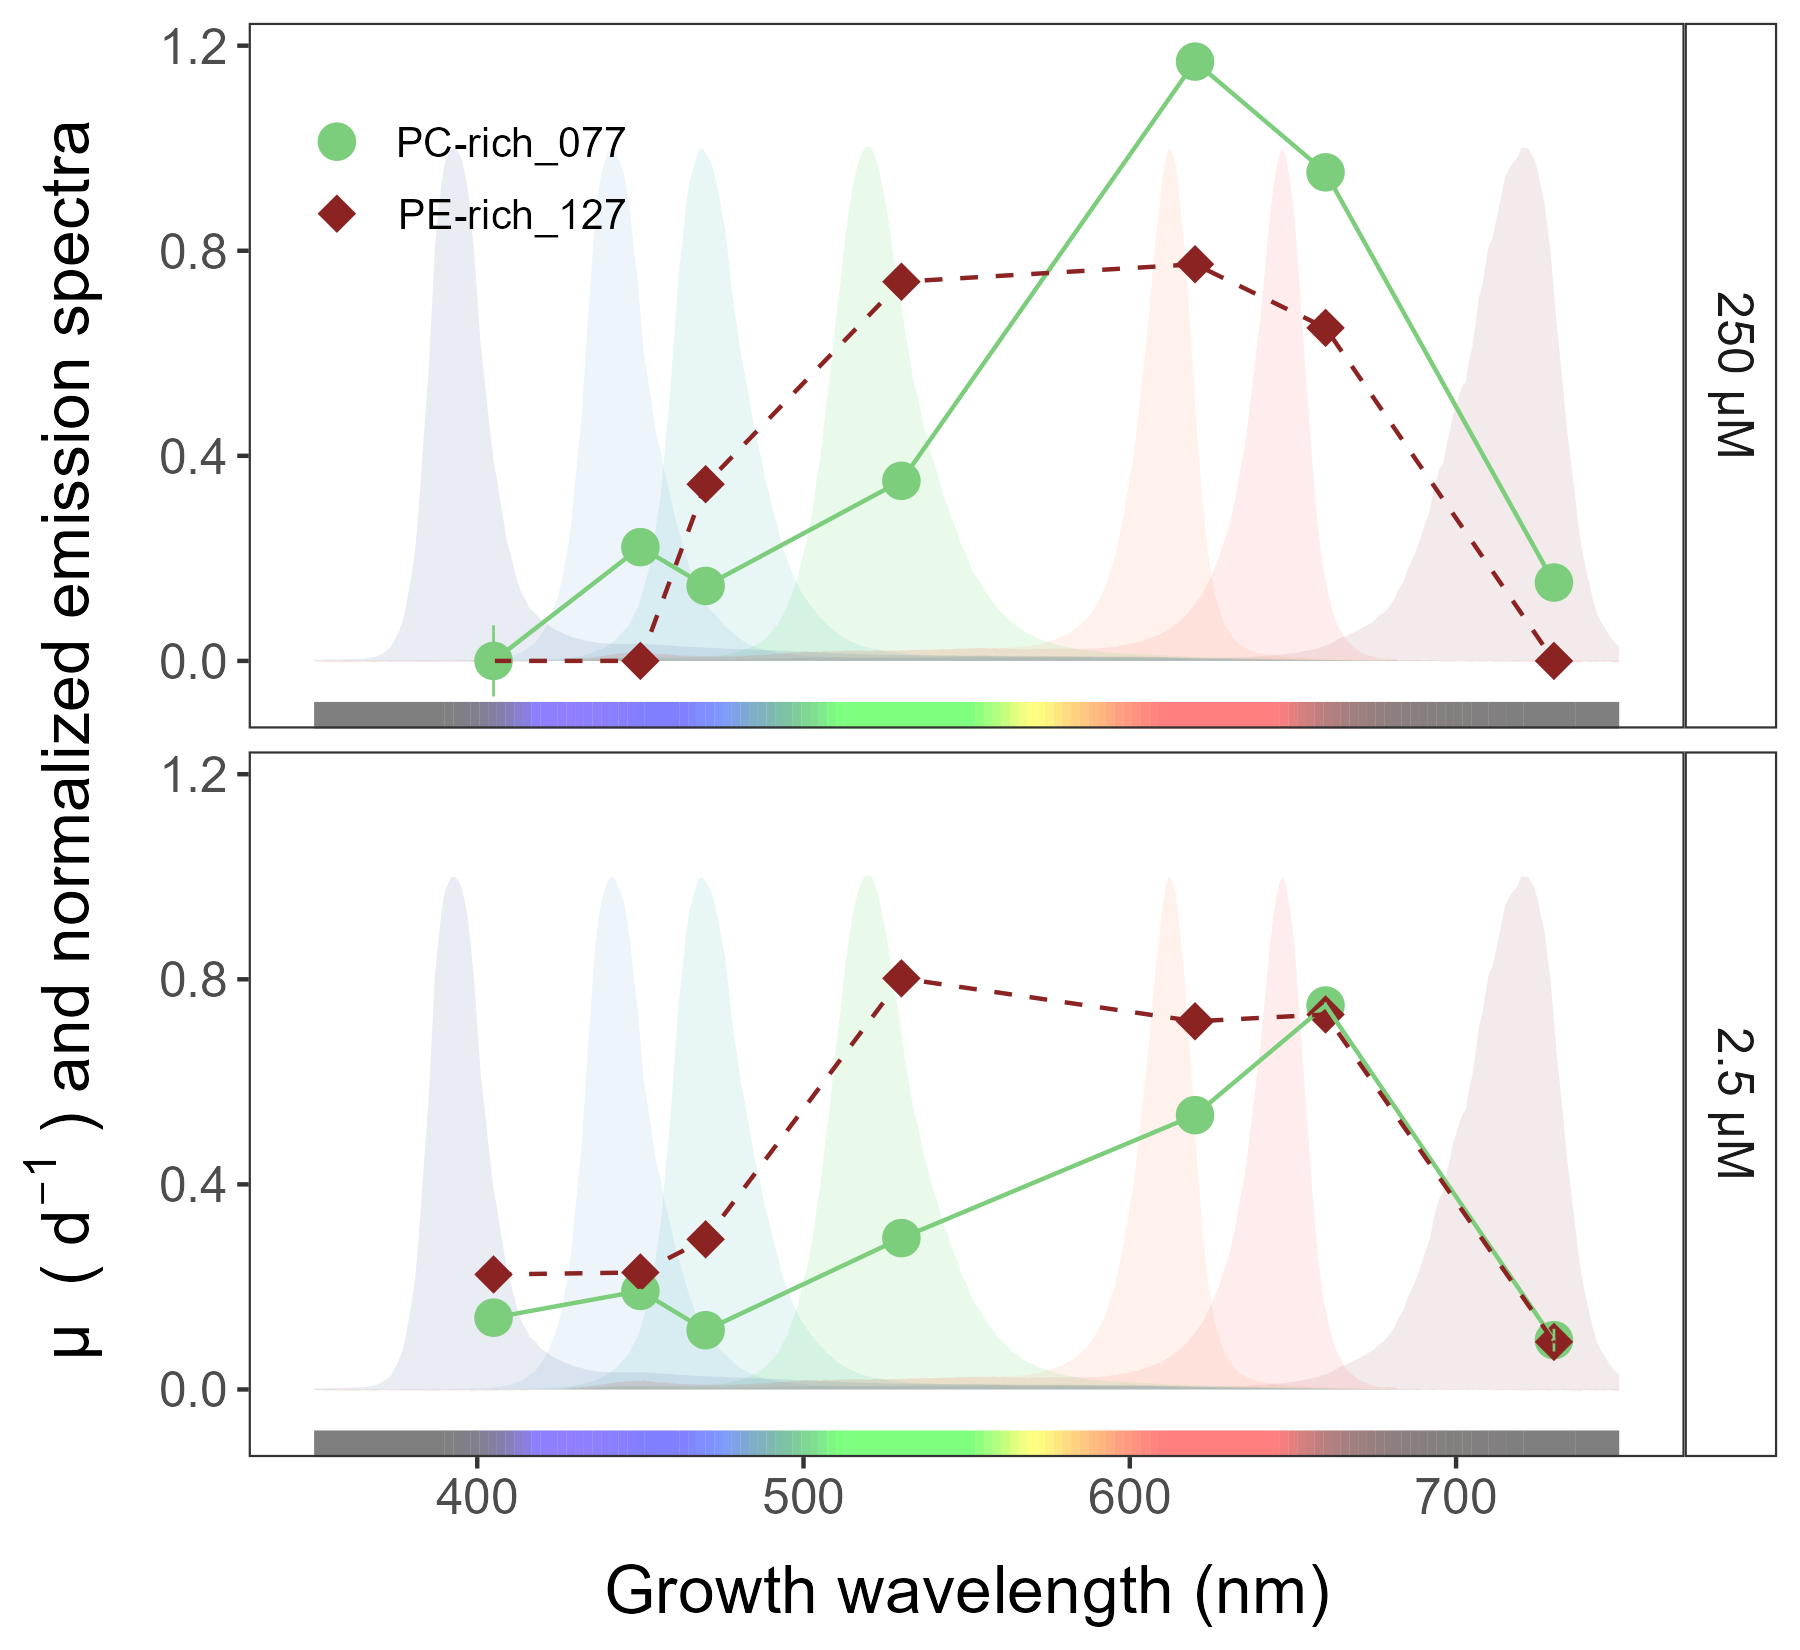 μ ( d⁻¹ ) and normalized emission spectra
1.2
0.8
0.4
0.0
PC-rich_077
PE-rich_127
250 μM
1.2
0.8
0.4
0.0
2.5 μM
400 500 600 700
Growth wavelength (nm)